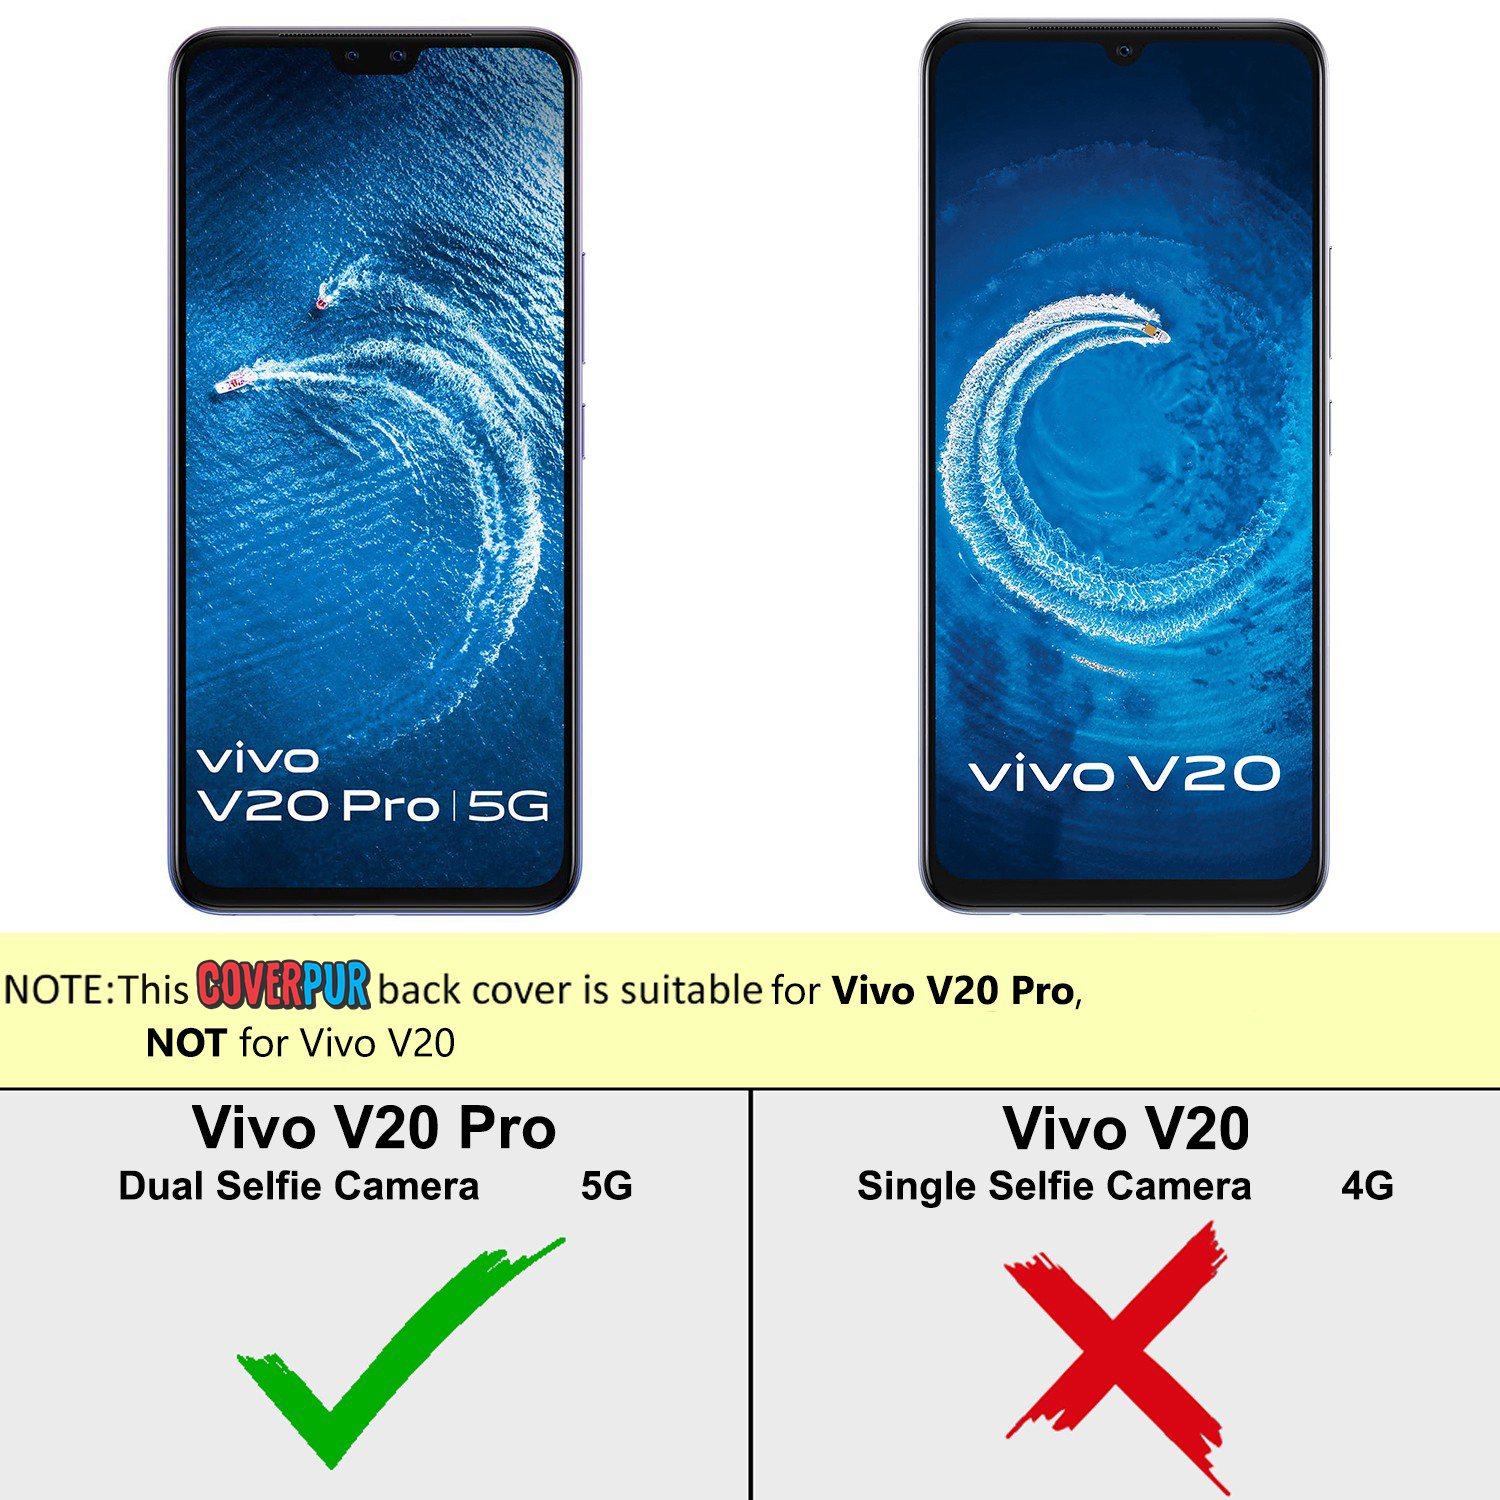 vivo
V20 Pro | 5G
vivo V20
NOTE: This COVERPUR back cover is suitable for Vivo V20 Pro,
NOT for Vivo V20
Vivo V20 Pro
Dual Selfie Camera 5G
Vivo V20
Single Selfie Camera 4G